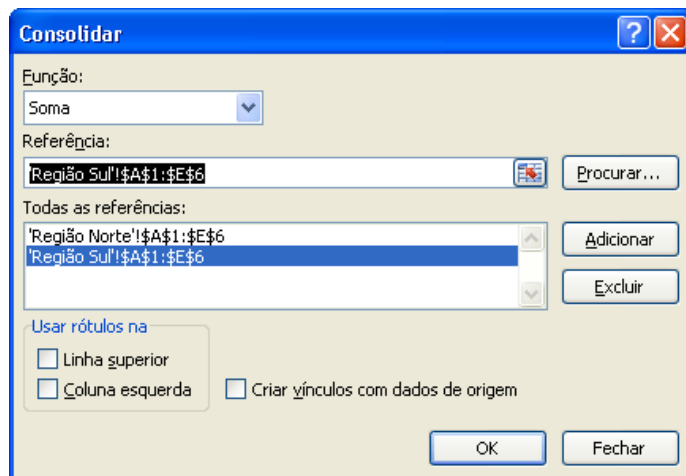 Consolidar
Função:
Soma
Referência:
'Região Sul'!$A$1:$E$6
Procurar...
Todas as referências:
'Região Norte'!$A$1:$E$6
'Região Sul'!$A$1:$E$6
Adicionar
Excluir
Usar rótulos na
Linha superior
Coluna esquerda
Criar vínculos com dados de origem
OK
Fechar